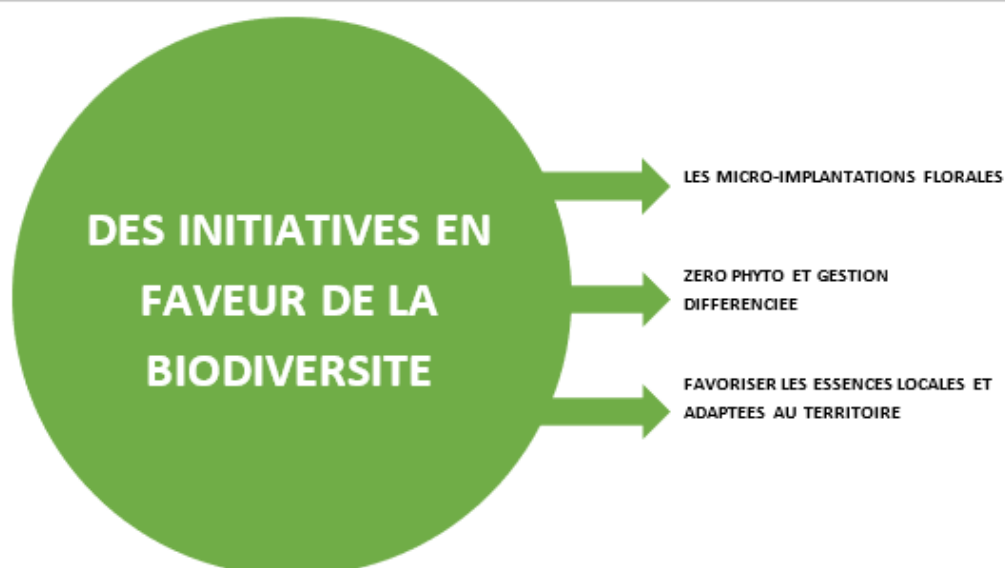 DES INITIATIVES EN
FAVEUR DE LA
BIODIVERSITE
LES MICRO-IMPLANTATIONS FLORALES
ZERO PHYTO ET GESTION
DIFFERENCIEE
FAVORISER LES ESSENCES LOCALES ET
ADAPTEES AU TERRITOIRE